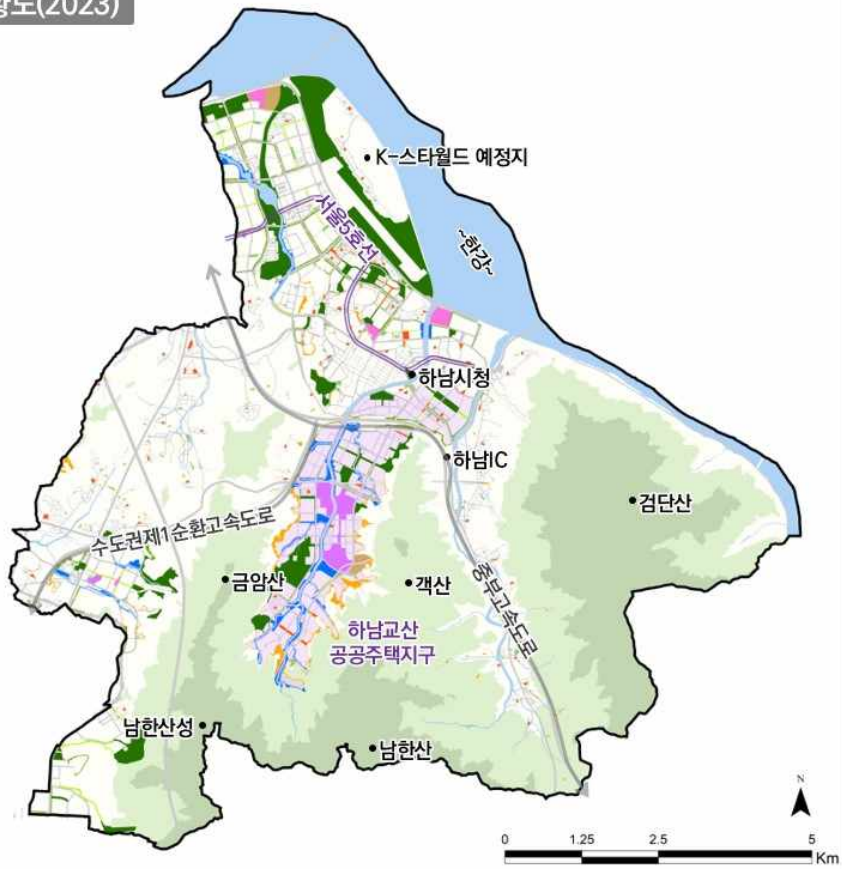 (2023)
K-스타월드 예정지
서울5호선
~한강~
하남시청
하남IC
검단산
수도권제1순환고속도로
금암산
객산
중부고속도로
하남교산
공공주택지구
남한산성
남한산
N
0 1.25 2.5 5
Km